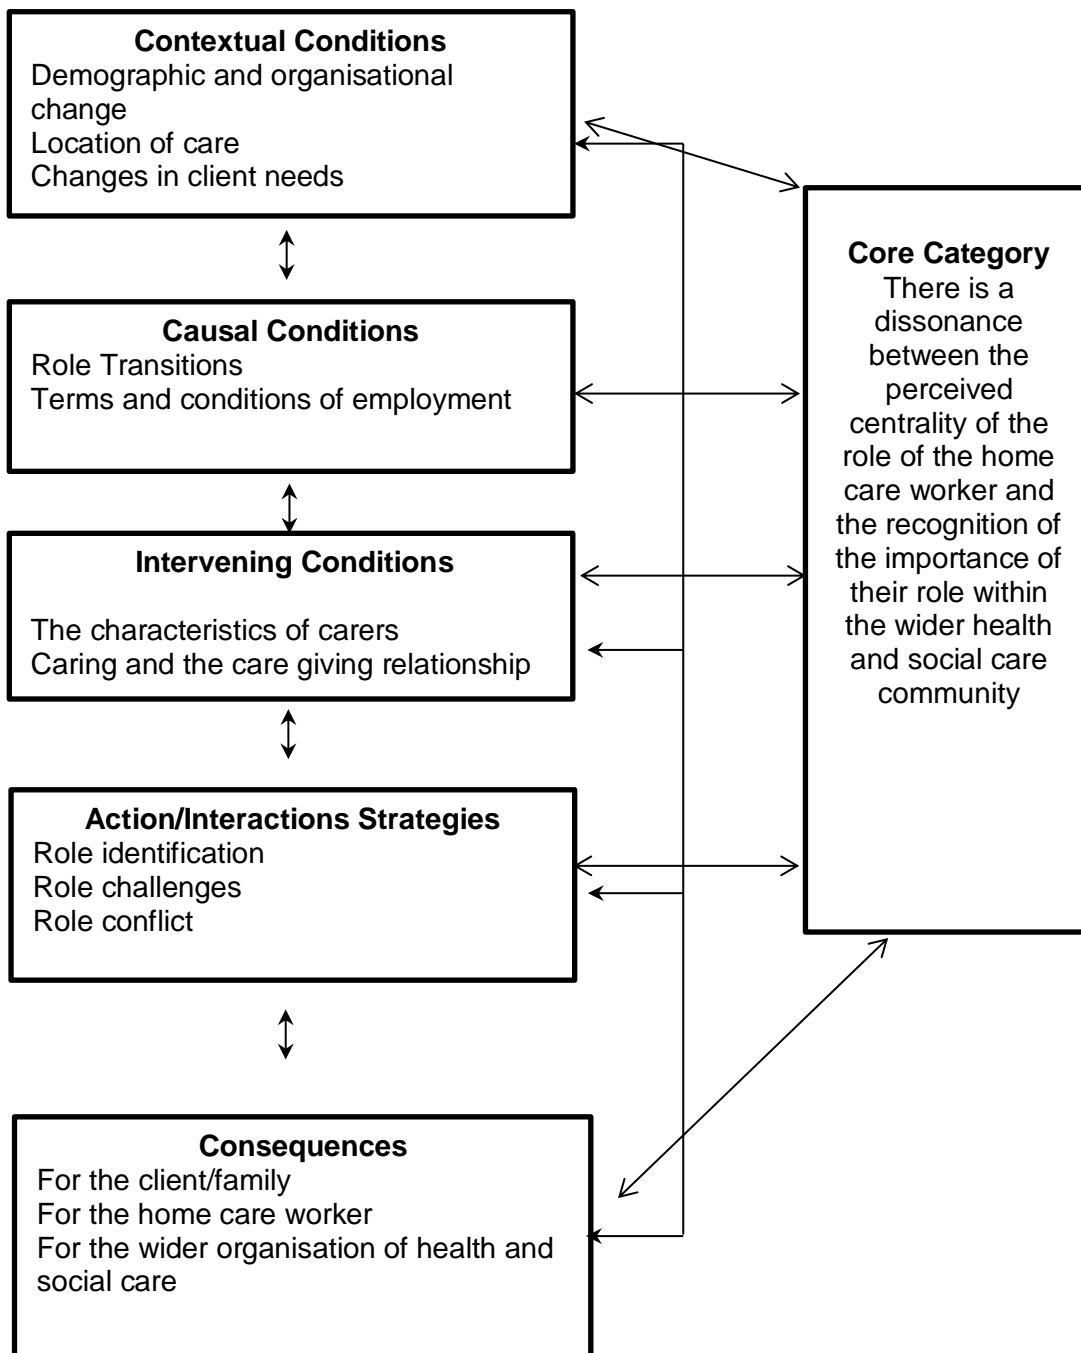 Contextual Conditions
Demographic and organisational
change
Location of care
Changes in client needs
Causal Conditions
Role Transitions
Terms and conditions of employment
Intervening Conditions
The characteristics of carers
Caring and the care giving relationship
Action/Interactions Strategies
Role identification
Role challenges
Role conflict
Consequences
For the client/family
For the home care worker
For the wider organisation of health and
social care
Core Category
There is a
dissonance
between the
perceived
centrality of the
role of the home
care worker and
the recognition of
the importance of
their role within
the wider health
and social care
community